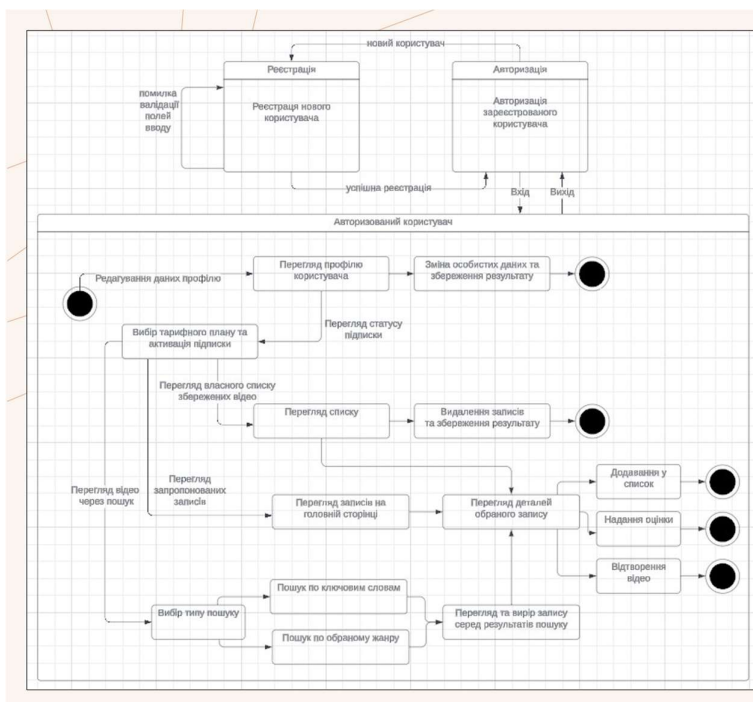 новий користувач
Реєстрація
Авторизація
помилка
валідації
полей
вводу
Реєстраця нового
користувача
Авторизація
зареєстрованого
користувача
успішна реєстрація
Вхід
Вихід
Авторизований користувач
Редагування даних профілю
Перегляд профілю
користувача
Зміна особистих даних та
збереження результату
Перегляд статусу
підписки
Вибір тарифного плану та
активація підписки
Перегляд власного списку
збережених відео
Перегляд списку
Видалення записів
та збереження результату
Перегляд відео
через пошук
Перегляд
запропонованих
записів
Перегляд записів на
головній сторінці
Перегляд деталей
обраного запису
Додавання у
список
Надання оцінки
Відтворення
відео
Вибір типу пошуку
Пошук по ключовим словам
Пошук по обраному жанру
Перегляд та вирір запису
серед результатів пошуку